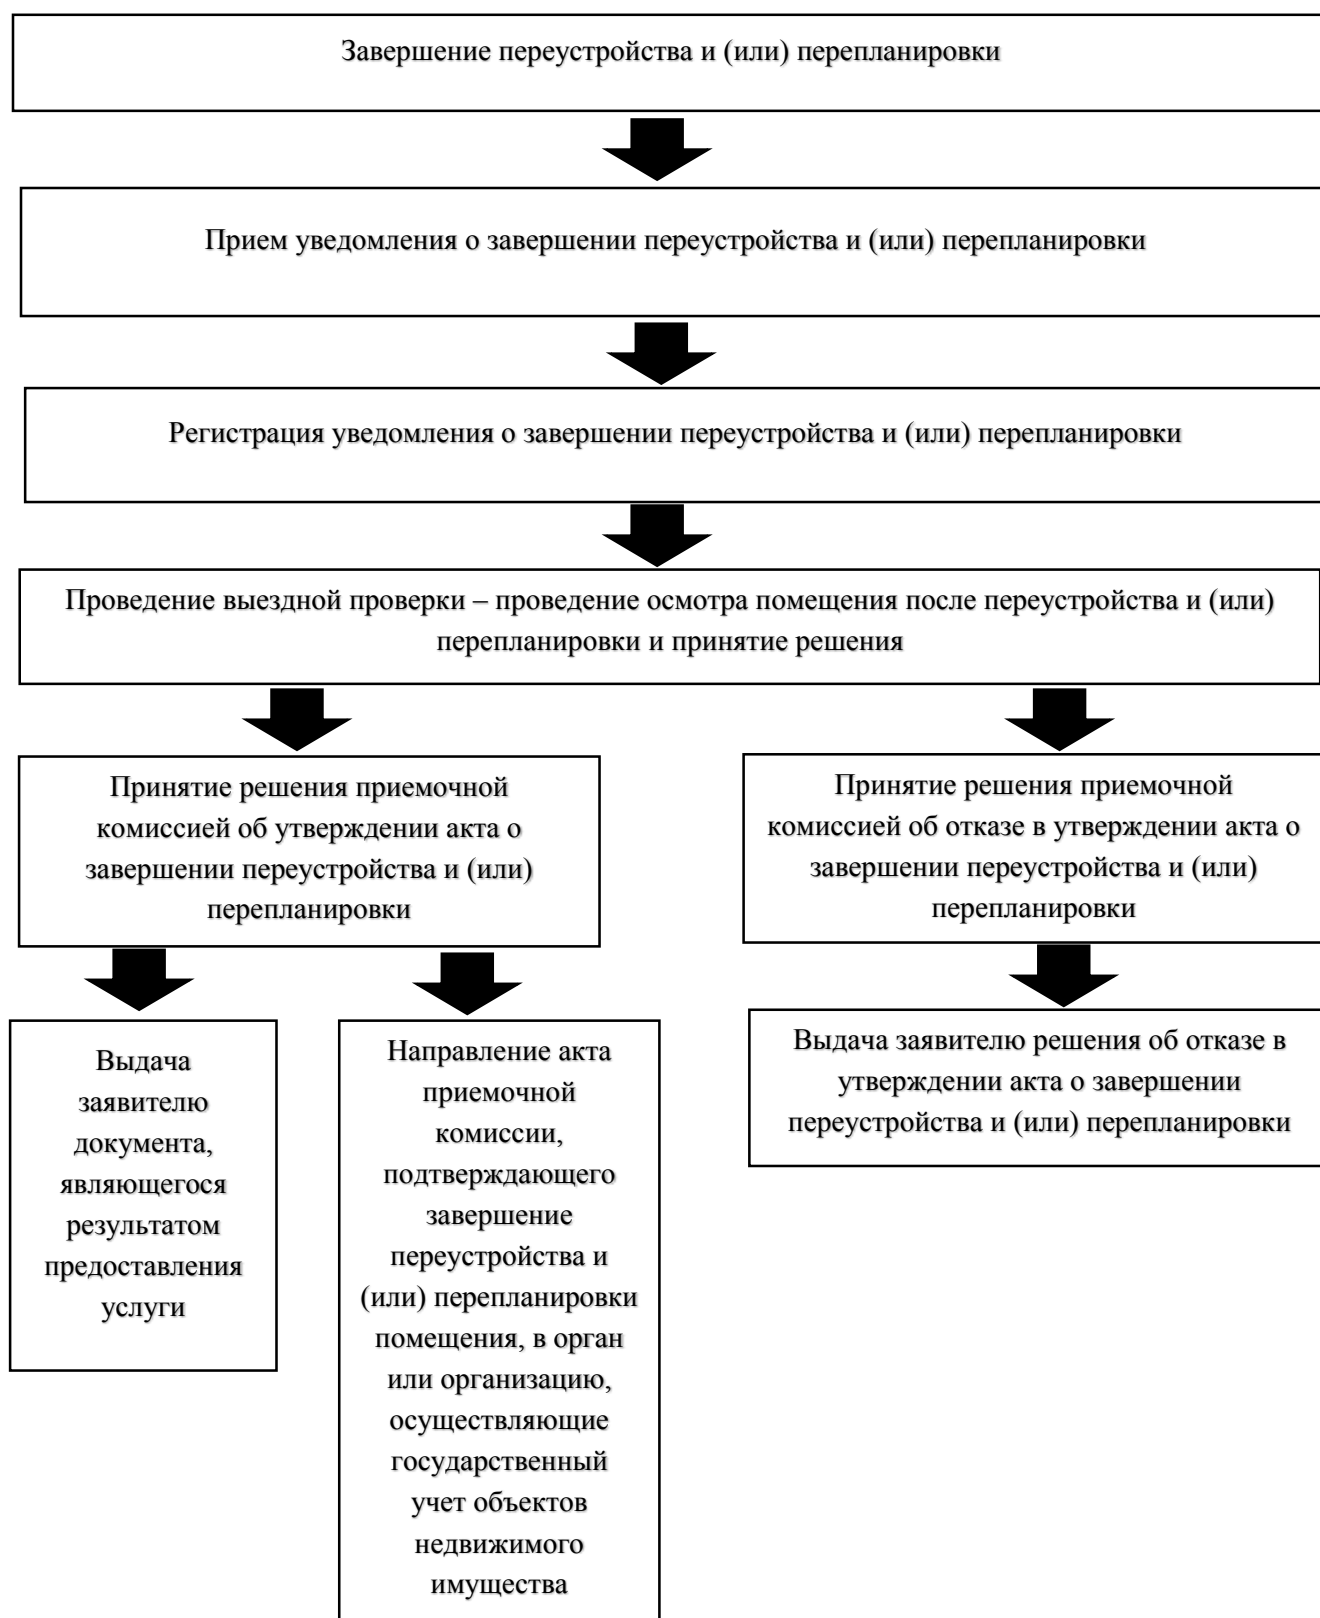 Завершение переустройства и (или) перепланировки
Прием уведомления о завершении переустройства и (или) перепланировки
Регистрация уведомления о завершении переустройства и (или) перепланировки
Проведение выездной проверки – проведение осмотра помещения после переустройства и (или)
перепланировки и принятие решения
Принятие решения приемочной
комиссией об утверждении акта о
завершении переустройства и (или)
перепланировки
Принятие решения приемочной
комиссией об отказе в утверждении акта о
завершении переустройства и (или)
перепланировки
Выдача
заявителю
документа,
являющегося
результатом
предоставления
услуги
Направление акта
приемочной
комиссии,
подтверждающего
завершение
переустройства и
(или) перепланировки
помещения, в орган
или организацию,
осуществляющие
государственный
учет объектов
недвижимого
имущества
Выдача заявителю решения об отказе в
утверждении акта о завершении
переустройства и (или) перепланировки